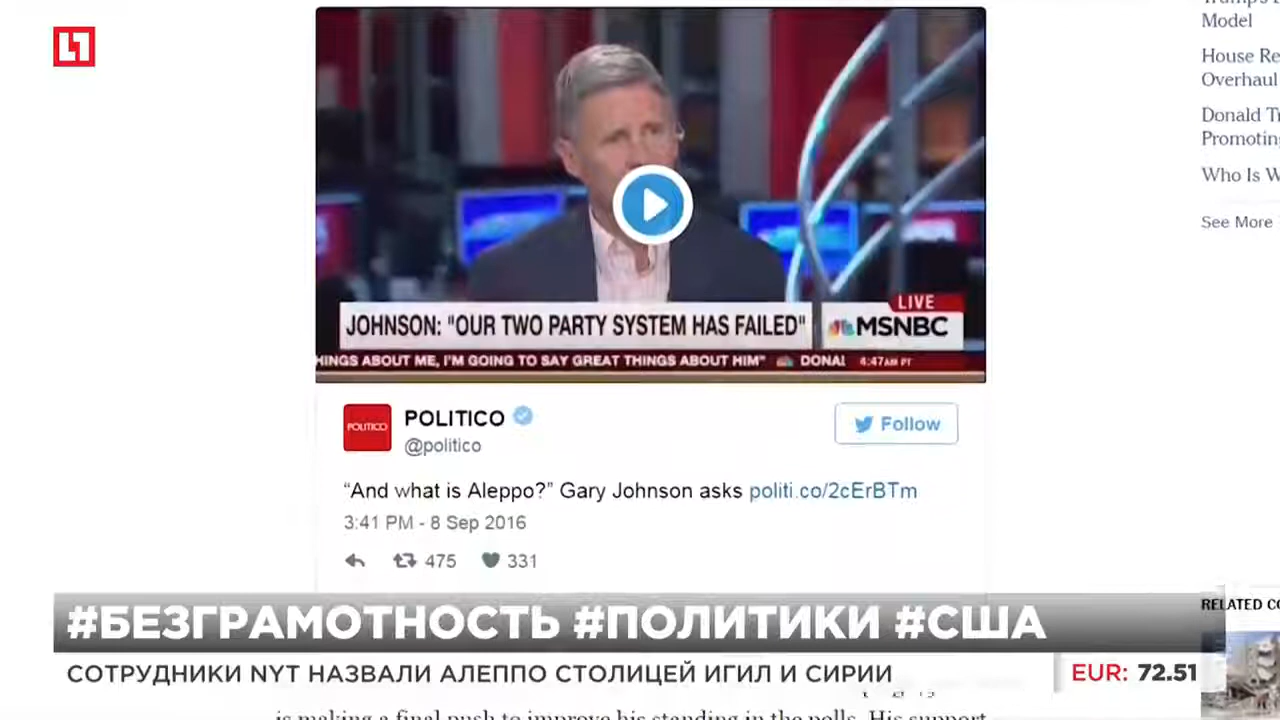 Model
House Re
Overhaul
Donald T
Promoting
Who Is W
See More
JOHNSON: "OUR TWO PARTY SYSTEM HAS FAILED"
LIVE
MSNBC
HINGS ABOUT ME, I'M GOING TO SAY GREAT THINGS ABOUT HIM" DONAL 4:47AM PT
POLITICO
POLITICO
@politico
Follow
“And what is Aleppo?” Gary Johnson asks politi.co/2cErBTm
3:41 PM - 8 Sep 2016
475 331
#БЕЗГРАМОТНОСТЬ #ПОЛИТИКИ #США
RELATED CO
СОТРУДНИКИ NYT НАЗВАЛИ АЛЕППО СТОЛИЦЕЙ ИГИЛ И СИРИИ
EUR: 72.51
is making a final push to improve his standing in the polls. His support